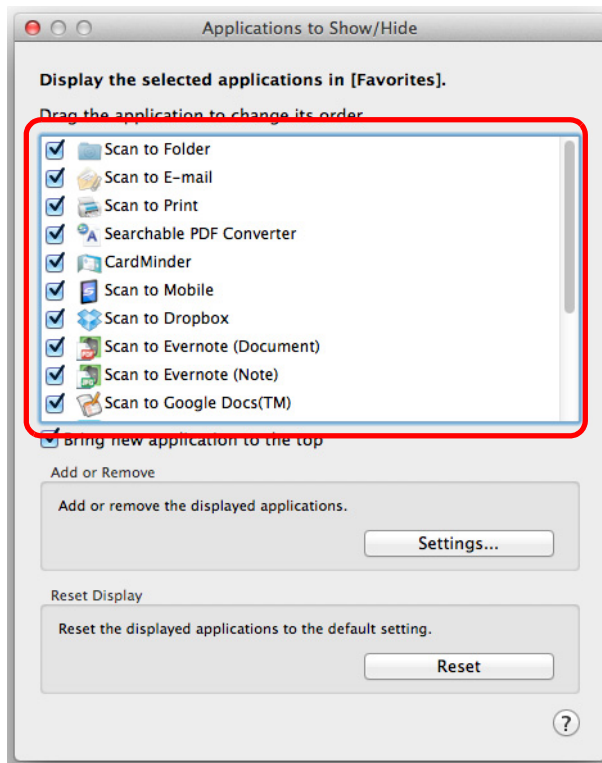 Applications to Show/Hide
Display the selected applications in [Favorites].
Drag the application to change its order
Scan to Folder
Scan to E-mail
Scan to Print
Searchable PDF Converter
CardMinder
Scan to Mobile
Scan to Dropbox
Scan to Evernote (Document)
Scan to Evernote (Note)
Scan to Google Docs(TM)
Bring new application to the top
Add or Remove
Add or remove the displayed applications.
Settings...
Reset Display
Reset the displayed applications to the default setting.
Reset
?